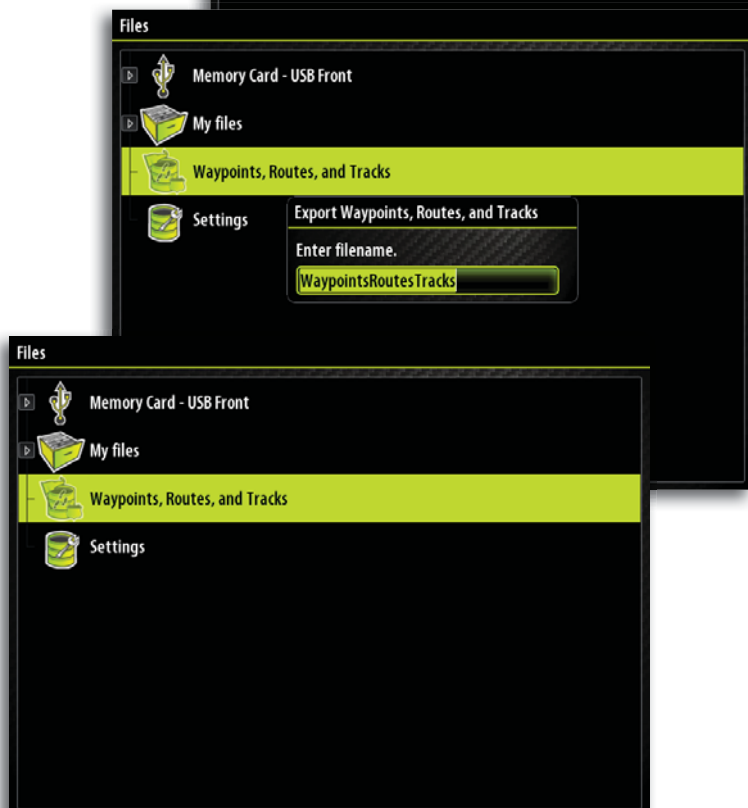 Files
Memory Card - USB Front
My files
Waypoints, Routes, and Tracks
Settings
Export Waypoints, Routes, and Tracks
Enter filename.
WaypointsRoutesTracks
Files
Memory Card - USB Front
My files
Waypoints, Routes, and Tracks
Settings